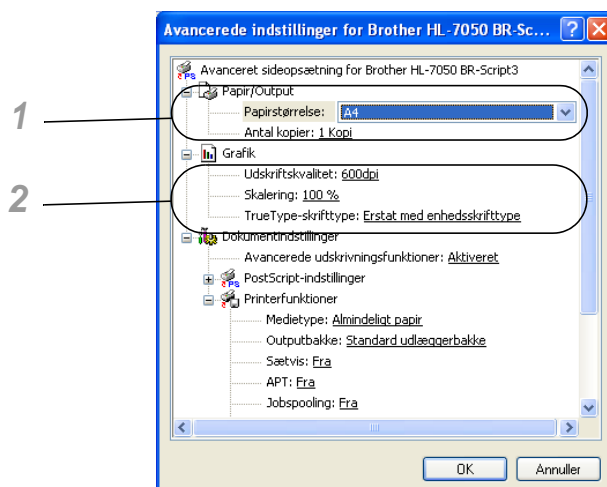 Avancerede indstillinger for Brother HL-7050 BR-Sc...
Avanceret sideopsætning for Brother HL-7050 BR-Script3
Papir/Output
1
Papirstørrelse: A4
Antal kopier: 1 Kopi
Grafik
Udskriftskvalitet: 600dpi
2
Skalering: 100 %
TrueType-skrifttype: Erstat med enhedsskrifttype
Dokumentindstillinger
Avancerede udskrivningsfunktioner: Aktiveret
PostScript-indstillinger
Printerfunktioner
Medietype: Almindeligt papir
Outputbakke: Standard udlæggerbakke
Sætvis: Fra
APT: Fra
Jobspooling: Fra
OK
Annuller